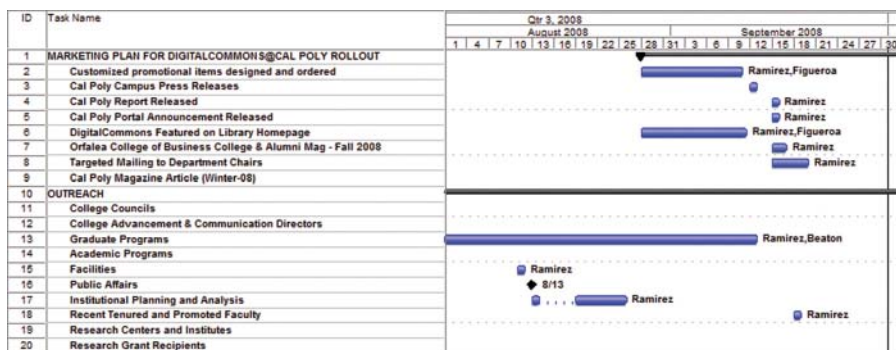 ID Task Name Qtr 3, 2008
August 2008 September 2008
1 4 7 10 13 16 19 22 25 28 31 3 6 9 12 15 18 21 24 27 30
1 MARKETING PLAN FOR DIGITALCOMMONS@CAL POLY ROLLOUT
2 Customized promotional items designed and ordered Ramirez,Figueroa
3 Cal Poly Campus Press Releases
4 Cal Poly Report Released Ramirez
5 Cal Poly Portal Announcement Released Ramirez
6 DigitalCommons Featured on Library Homepage Ramirez,Figueroa
7 Orfalea College of Business College & Alumni Mag - Fall 2008 Ramirez
8 Targeted Mailing to Department Chairs Ramirez
9 Cal Poly Magazine Article (Winter-08)
10 OUTREACH
11 College Councils
12 College Advancement & Communication Directors
13 Graduate Programs Ramirez,Beaton
14 Academic Programs
15 Facilities Ramirez
16 Public Affairs 8/13
17 Institutional Planning and Analysis Ramirez
18 Recent Tenured and Promoted Faculty Ramirez
19 Research Centers and Institutes
20 Research Grant Recipients